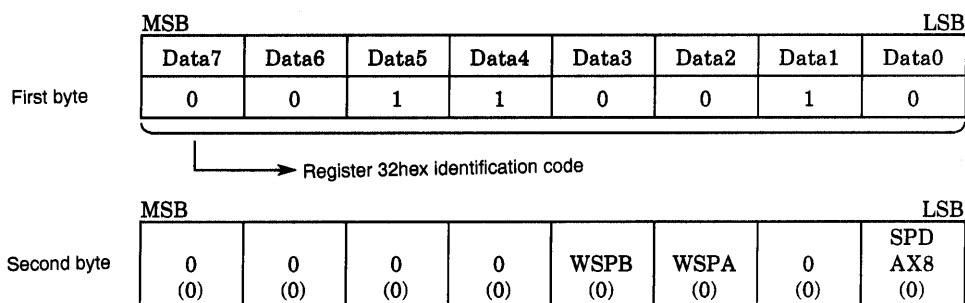 MSB LSB
Data7 Data6 Data5 Data4 Data3 Data2 Data1 Data0
First byte 0 0 1 1 0 0 1 0
Register 32hex identification code
MSB LSB
Second byte 0 0 0 0 WSPB WSPA 0 SPD AX8
(0) (0) (0) (0) (0) (0) (0) (0)